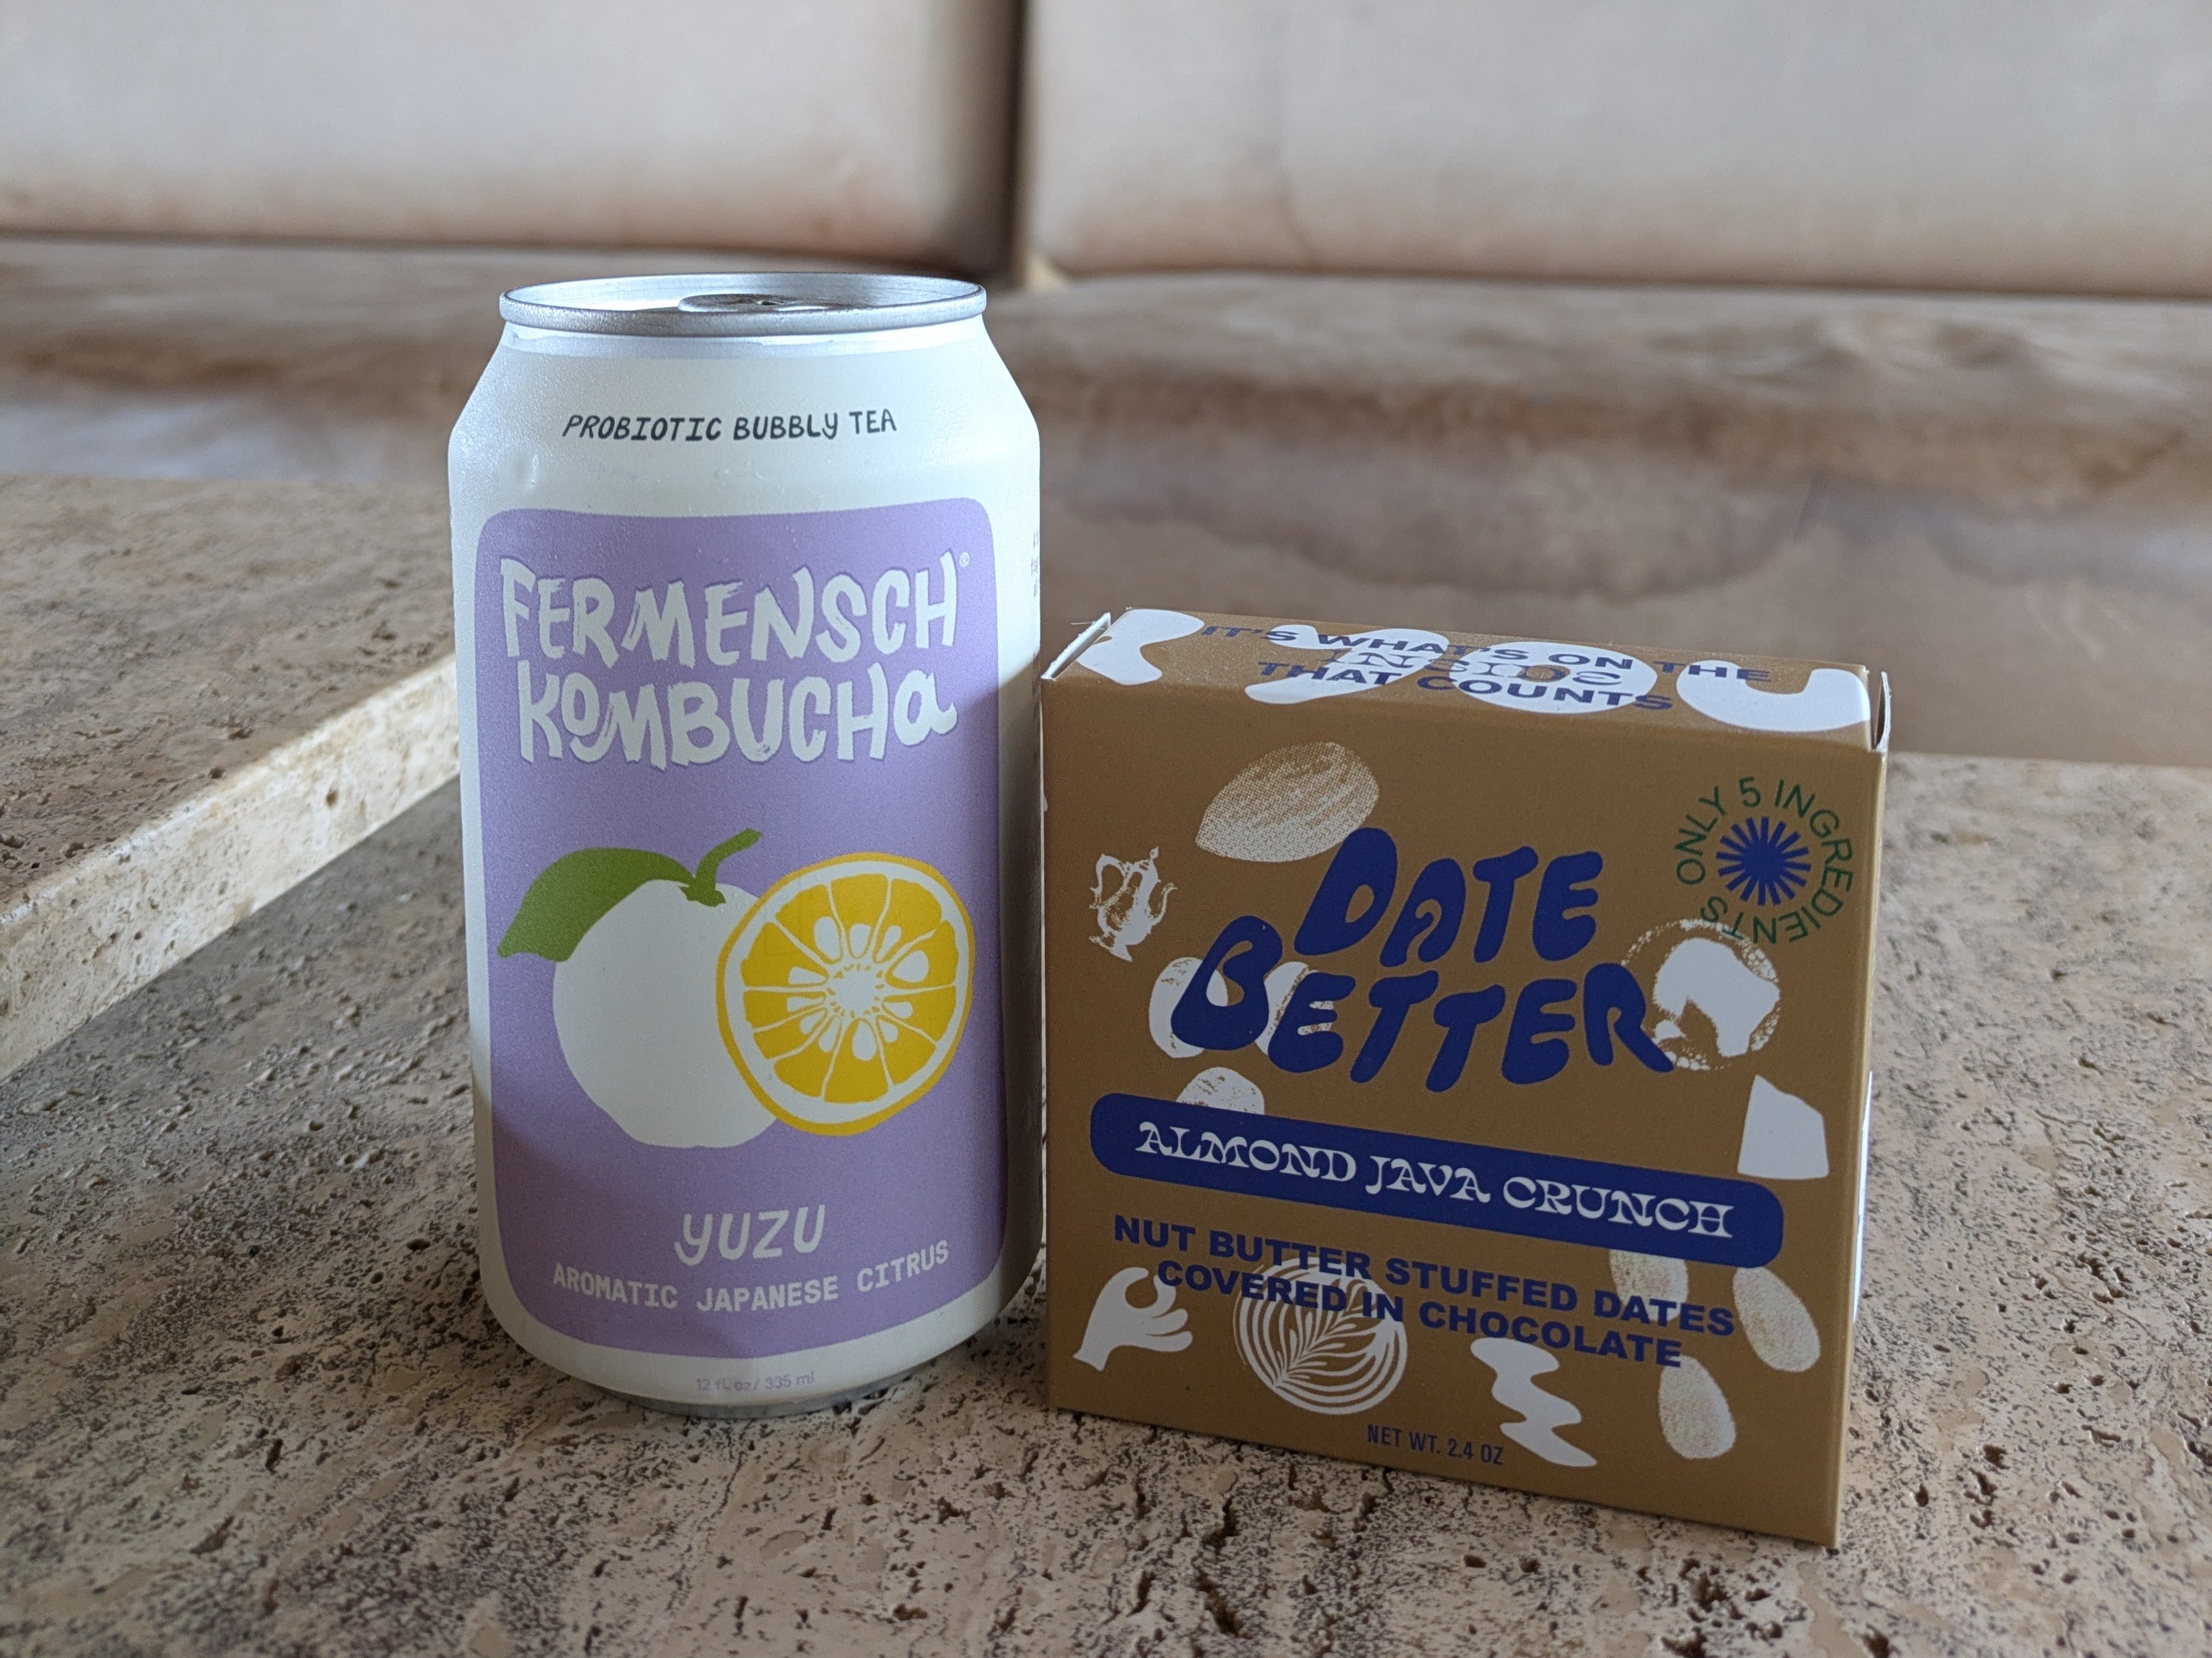 PROBIOTIC BUBBLY TEA
FERMENSCH®
KOMBUCHA
YUZU
AROMATIC JAPANESE CITRUS
12 fl oz/ 335 ml
IT'S WHAT'S ON THE
INSIDE
THAT COUNTS
ONLY 5 INGREDIENTS
DATE
BETTER
ALMOND JAVA CRUNCH
NUT BUTTER STUFFED DATES
COVERED IN CHOCOLATE
NET WT. 2.4 OZ